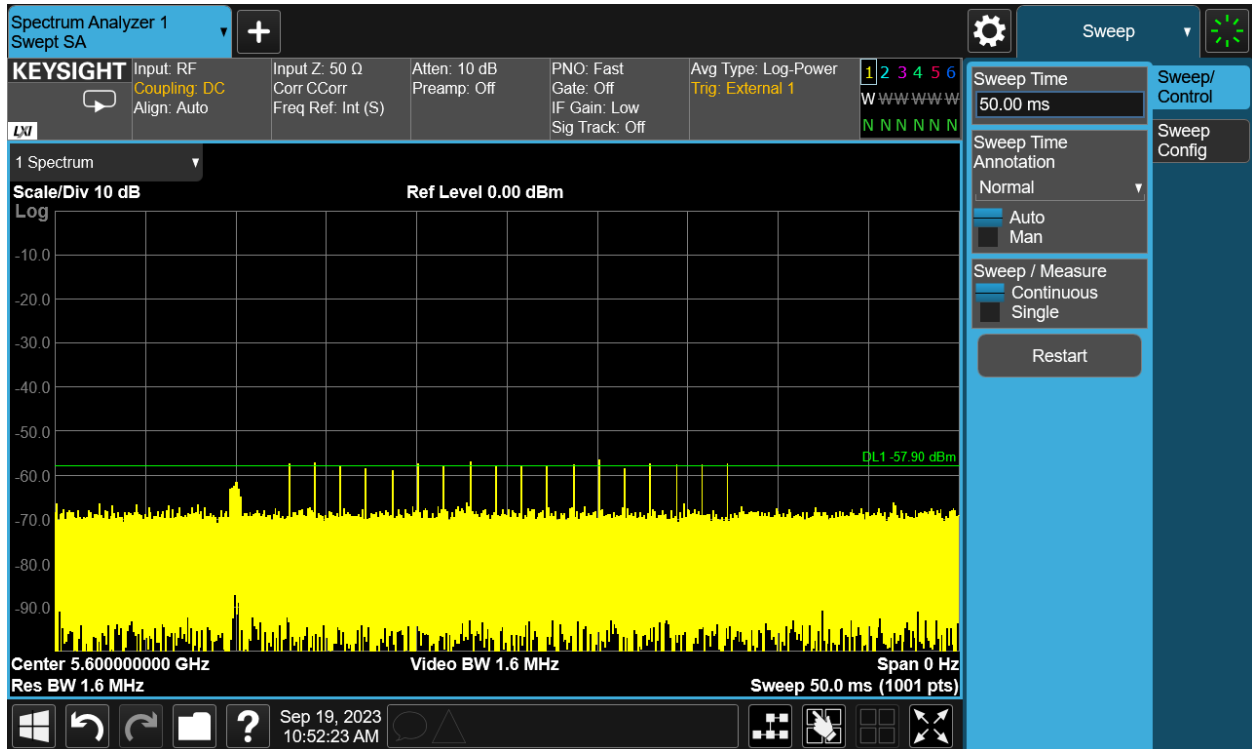 Spectrum Analyzer 1
Swept SA
Sweep
KEYSIGHT
LXI
Input: RF
Coupling: DC
Align: Auto
Input Z: 50 Ω
Corr CCorr
Freq Ref: Int (S)
Atten: 10 dB
Preamp: Off
PNO: Fast
Gate: Off
IF Gain: Low
Sig Track: Off
Avg Type: Log-Power
Trig: External 1
1 2 3 4 5 6
W W W W W W
N N N N N N
1 Spectrum
Scale/Div 10 dB
Ref Level 0.00 dBm
Log
-10.0
-20.0
-30.0
-40.0
-50.0
-60.0
-70.0
-80.0
-90.0
DL1 -57.90 dBm
Center 5.600000000 GHz
Video BW 1.6 MHz
Span 0 Hz
Res BW 1.6 MHz
Sweep 50.0 ms (1001 pts)
Sweep Time
50.00 ms
Sweep Time
Annotation
Normal
Auto
Man
Sweep / Measure
Continuous
Single
Restart
Sweep/
Control
Sweep
Config
?
Sep 19, 2023
10:52:23 AM